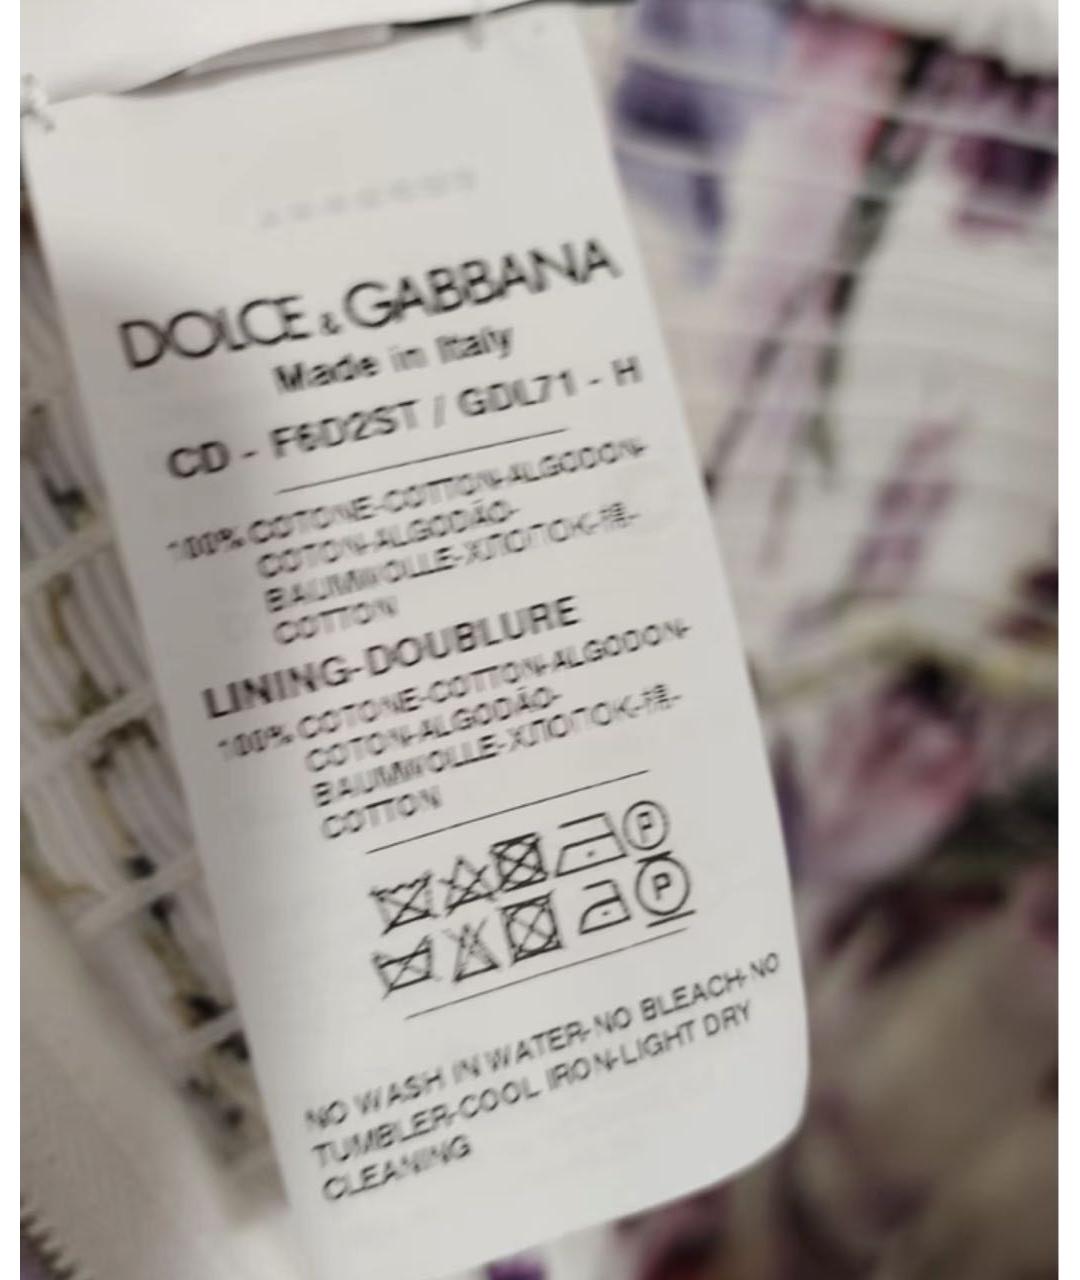 DOLCE & GABBANA
Made in Italy
CD - F6D2ST / GDL71 - H
100% COTONE-COTTON-ALGODON-
COTON-ALGODÃO-
BAUMWOLLE-ХЛОПОК-棉-
COTTON
LINING-DOUBLURE
100% COTONE-COTTON-ALGODON-
COTON-ALGODÃO-
BAUMWOLLE-ХЛОПОК-棉-
COTTON
P
P
NO WASH IN WATER-NO BLEACH-NO
TUMBLER-COOL IRON-LIGHT DRY
CLEANING